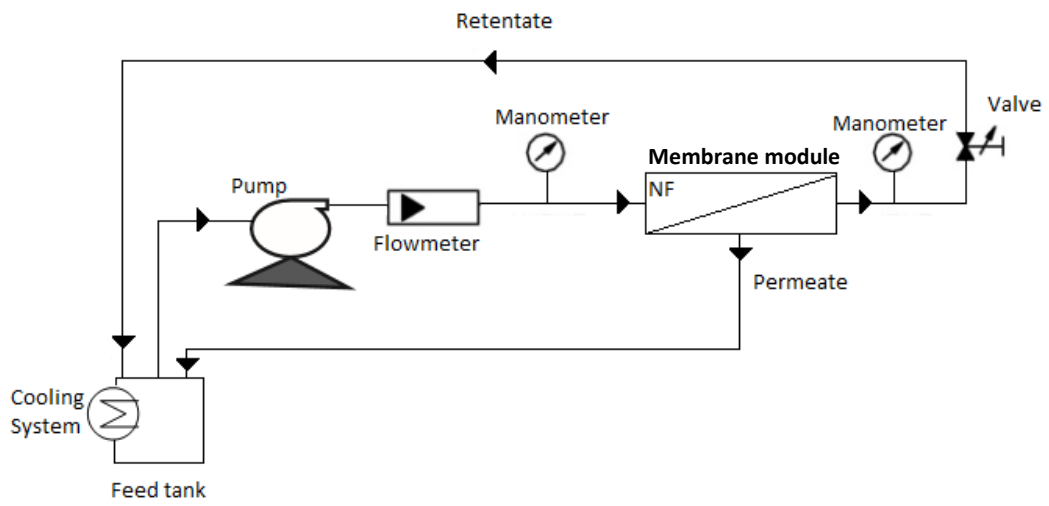 Retentate
Manometer
Manometer
Valve
Membrane module
NF
Pump
Flowmeter
Permeate
Cooling
System
Feed tank